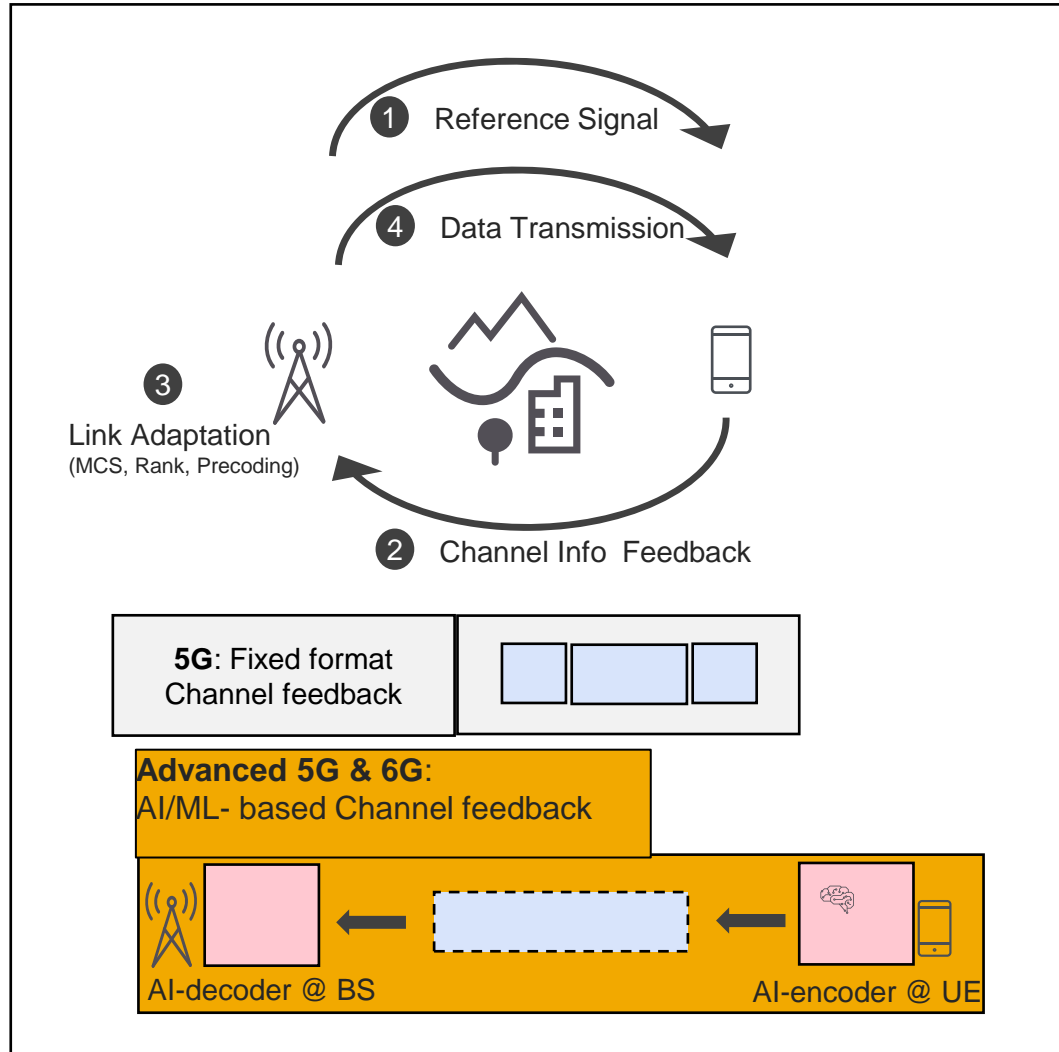 1 Reference Signal
4 Data Transmission
3
Link Adaptation
(MCS, Rank, Precoding)
2 Channel Info Feedback
5G: Fixed format
Channel feedback
Advanced 5G & 6G:
AI/ML- based Channel feedback
AI-decoder @ BS
AI-encoder @ UE